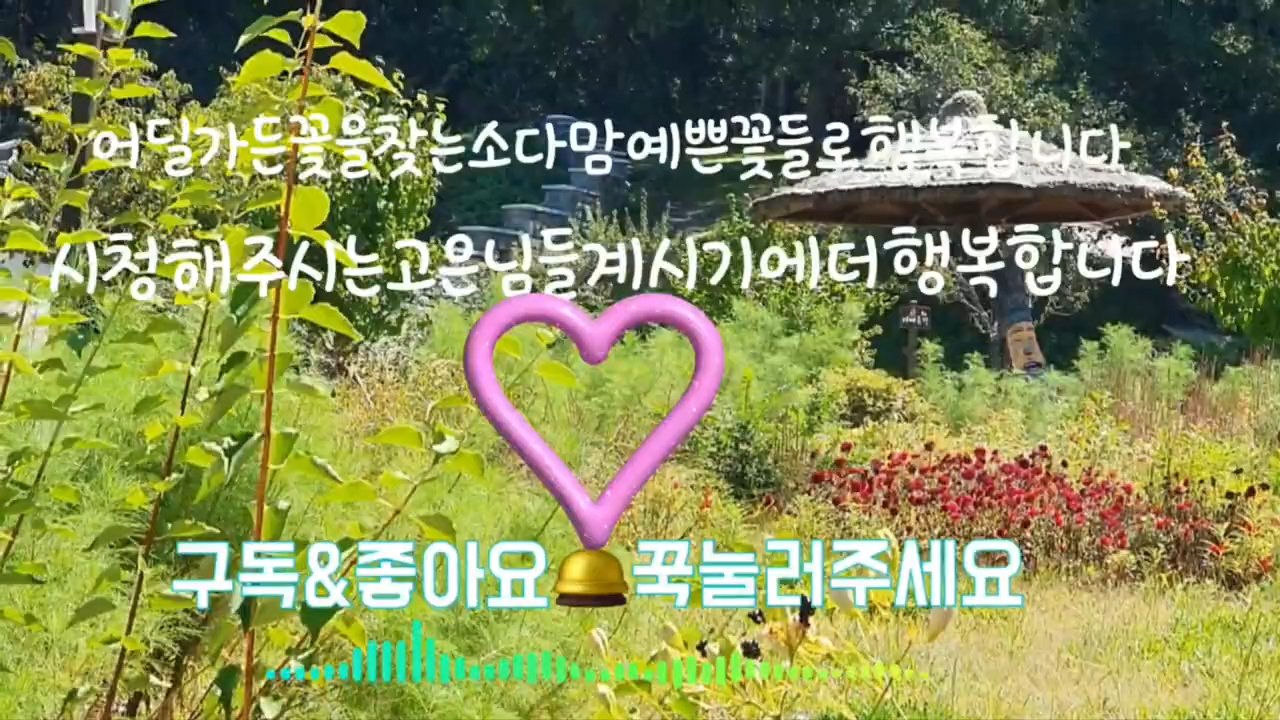 어딜가든꽃을찾는소다맘예쁜꽃들로행복합니다
시청해주시는고은님들계시기에더행복합니다
구독&좋아요 꾹눌러주세요